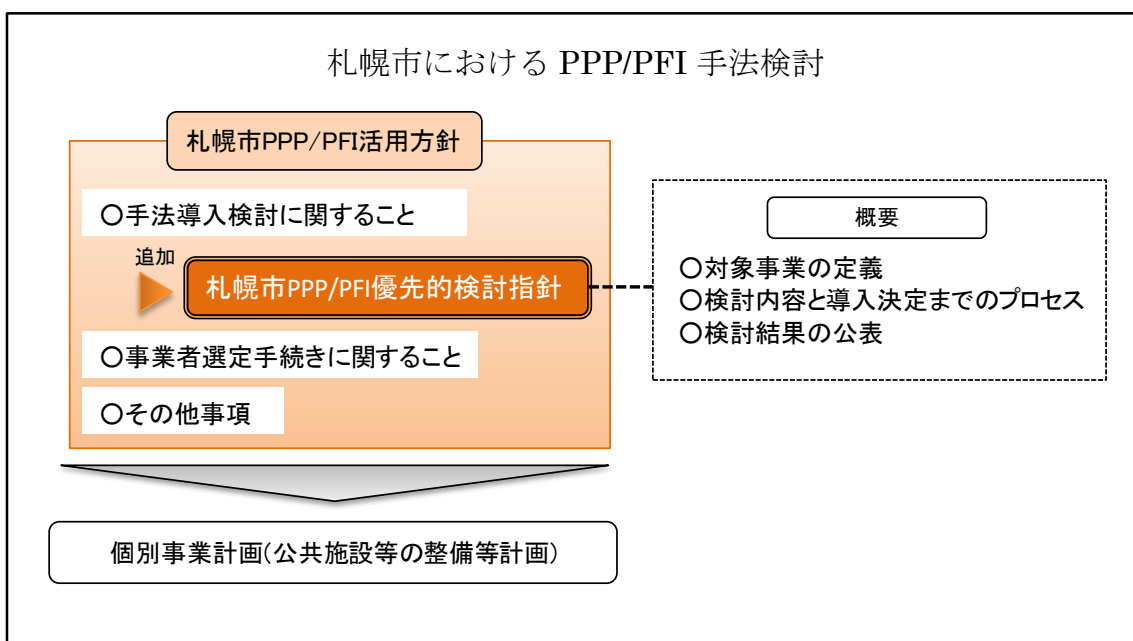 札幌市における PPP/PFI 手法検討
札幌市PPP/PFI活用方針
〇手法導入検討に関すること
追加
札幌市PPP/PFI優先的検討指針
〇事業者選定手続きに関すること
〇その他事項
概要
〇対象事業の定義
〇検討内容と導入決定までのプロセス
〇検討結果の公表
個別事業計画(公共施設等の整備等計画)